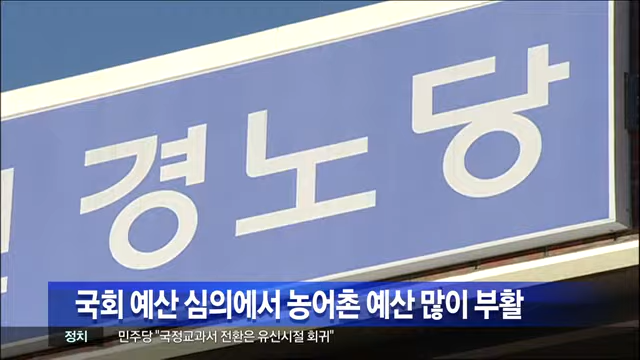 경노당
국회 예산 심의에서 농어촌 예산 많이 부활
정치 민주당 "국정교과서 전환은 유신시절 회귀"